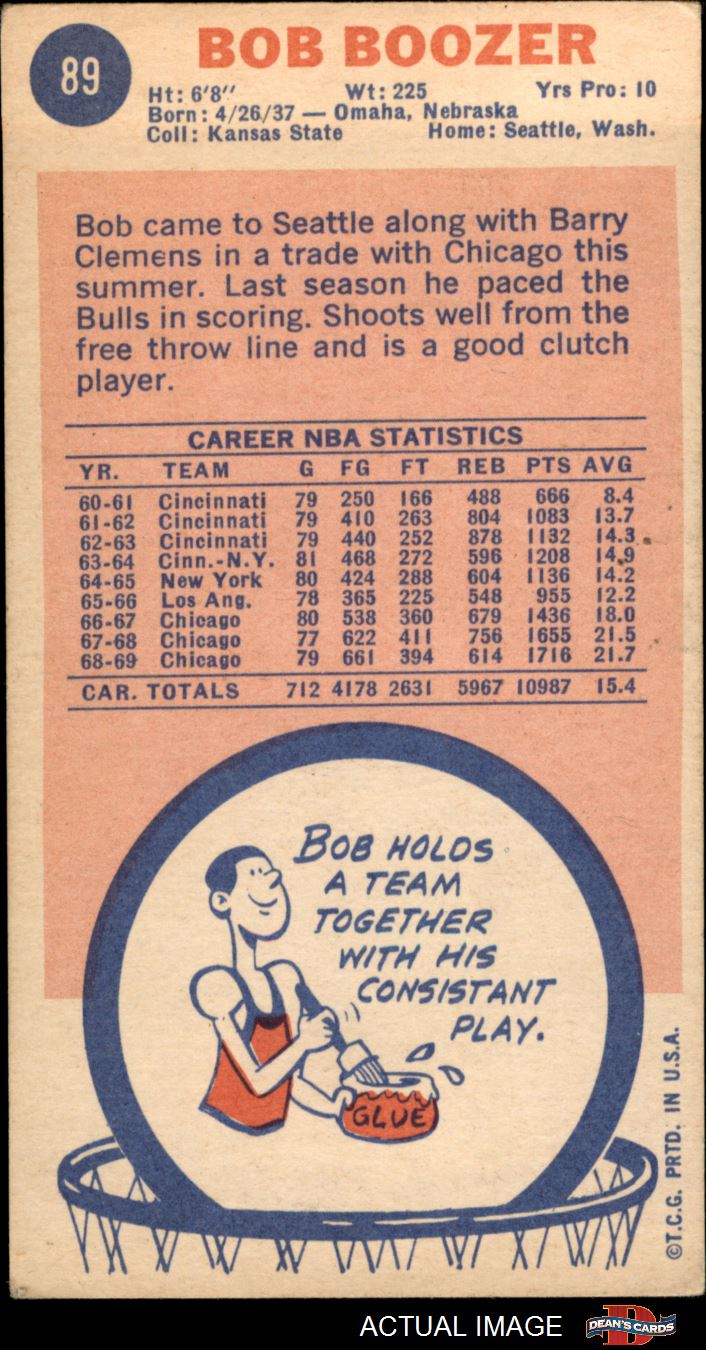 89
BOB BOOZER
Ht: 6'8" Wt: 225 Yrs Pro: 10
Born: 4/26/37 — Omaha, Nebraska
Coll: Kansas State Home: Seattle, Wash.
Bob came to Seattle along with Barry
Clemens in a trade with Chicago this
summer. Last season he paced the
Bulls in scoring. Shoots well from the
free throw line and is a good clutch
player.
CAREER NBA STATISTICS
YR. TEAM G FG FT REB PTS AVG
60-61 Cincinnati 79 250 166 488 666 8.4
61-62 Cincinnati 79 410 263 804 1083 13.7
62-63 Cincinnati 79 440 252 878 1132 14.3
63-64 Cinn.-N.Y. 81 468 272 596 1208 14.9
64-65 New York 80 424 288 604 1136 14.2
65-66 Los Ang. 78 365 225 548 955 12.2
66-67 Chicago 80 538 360 679 1436 18.0
67-68 Chicago 77 622 411 756 1655 21.5
68-69 Chicago 79 661 394 614 1716 21.7
CAR. TOTALS 712 4178 2631 5967 10987 15.4
BOB HOLDS
A TEAM
TOGETHER
WITH HIS
CONSISTANT
PLAY.
GLUE
©T.C.G. PRTD. IN U.S.A.
ACTUAL IMAGE
DEAN'S CARDS